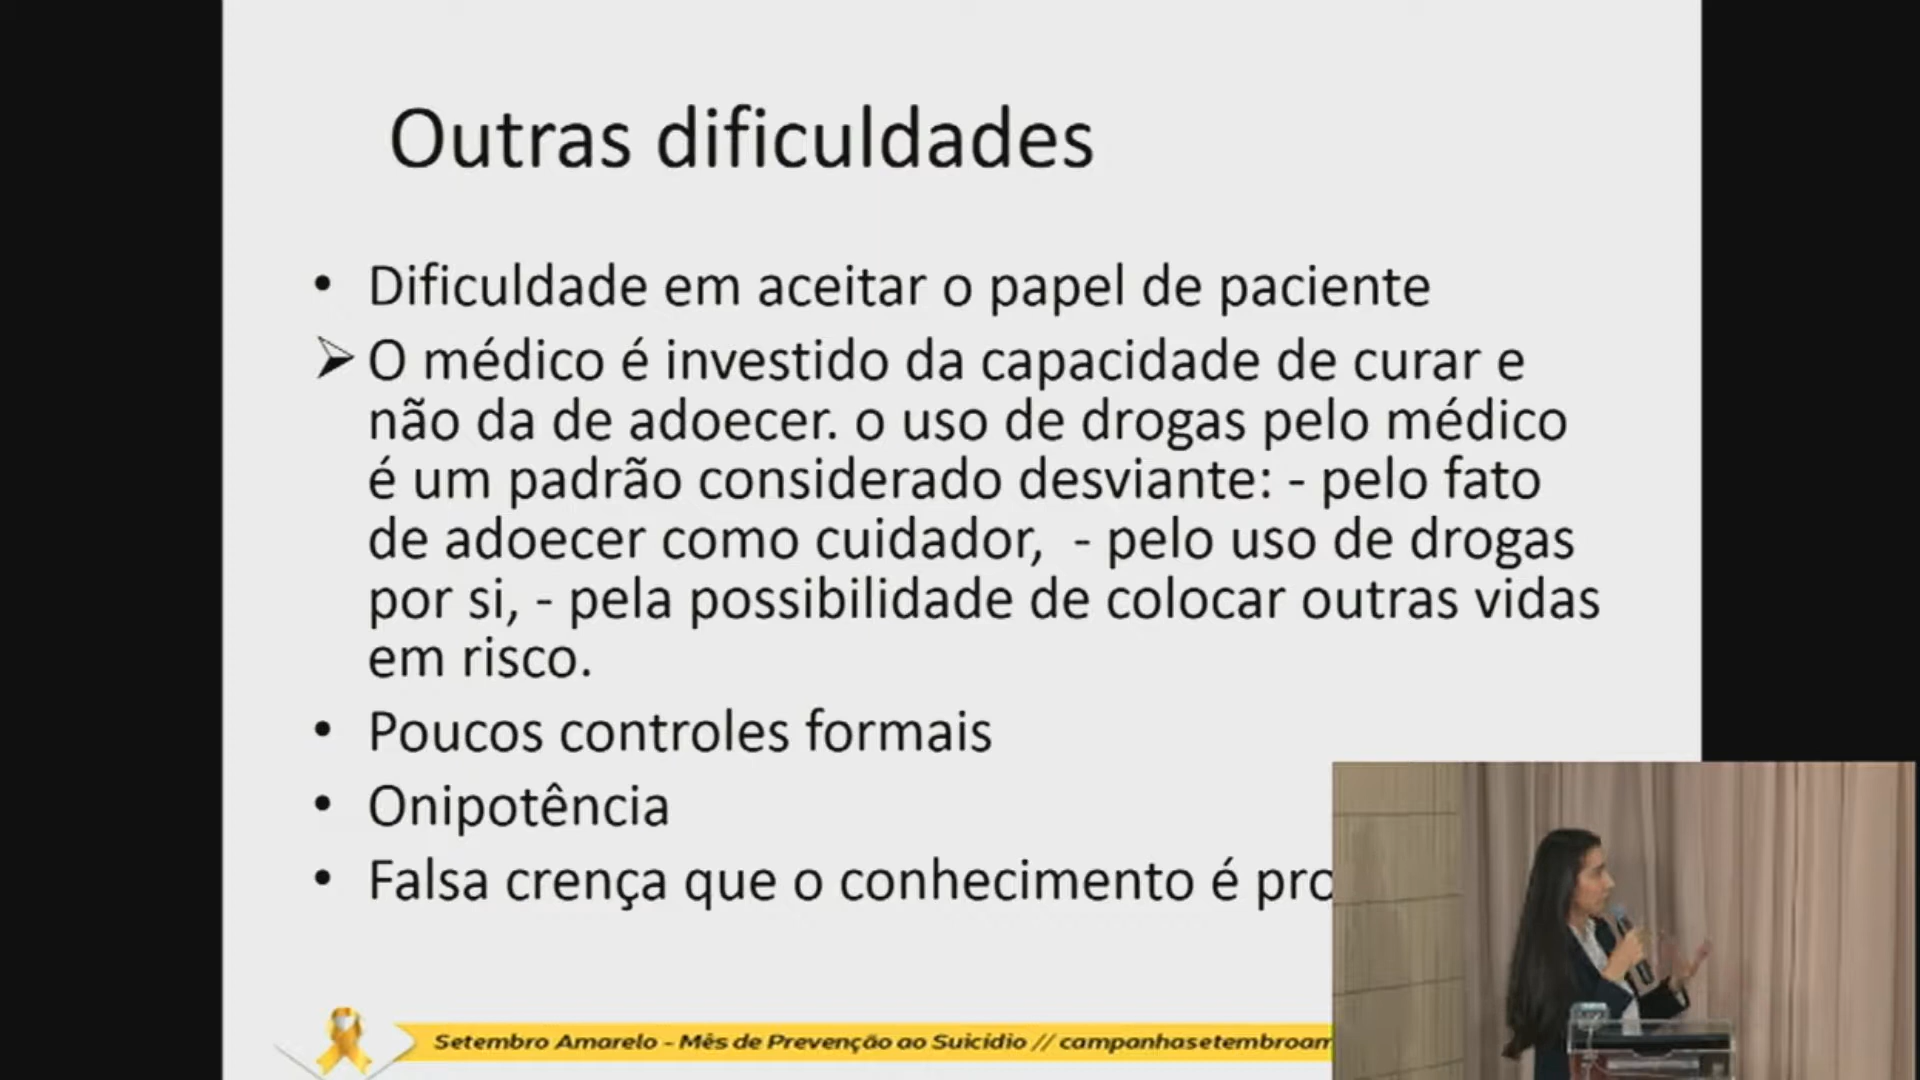 Outras dificuldades
• Dificuldade em aceitar o papel de paciente
➢ O médico é investido da capacidade de curar e
não da de adoecer. o uso de drogas pelo médico
é um padrão considerado desviante: - pelo fato
de adoecer como cuidador, - pelo uso de drogas
por si, - pela possibilidade de colocar outras vidas
em risco.
• Poucos controles formais
• Onipotência
• Falsa crença que o conhecimento é
Setembro Amarelo - Mês de Prevenção ao Suicídio //